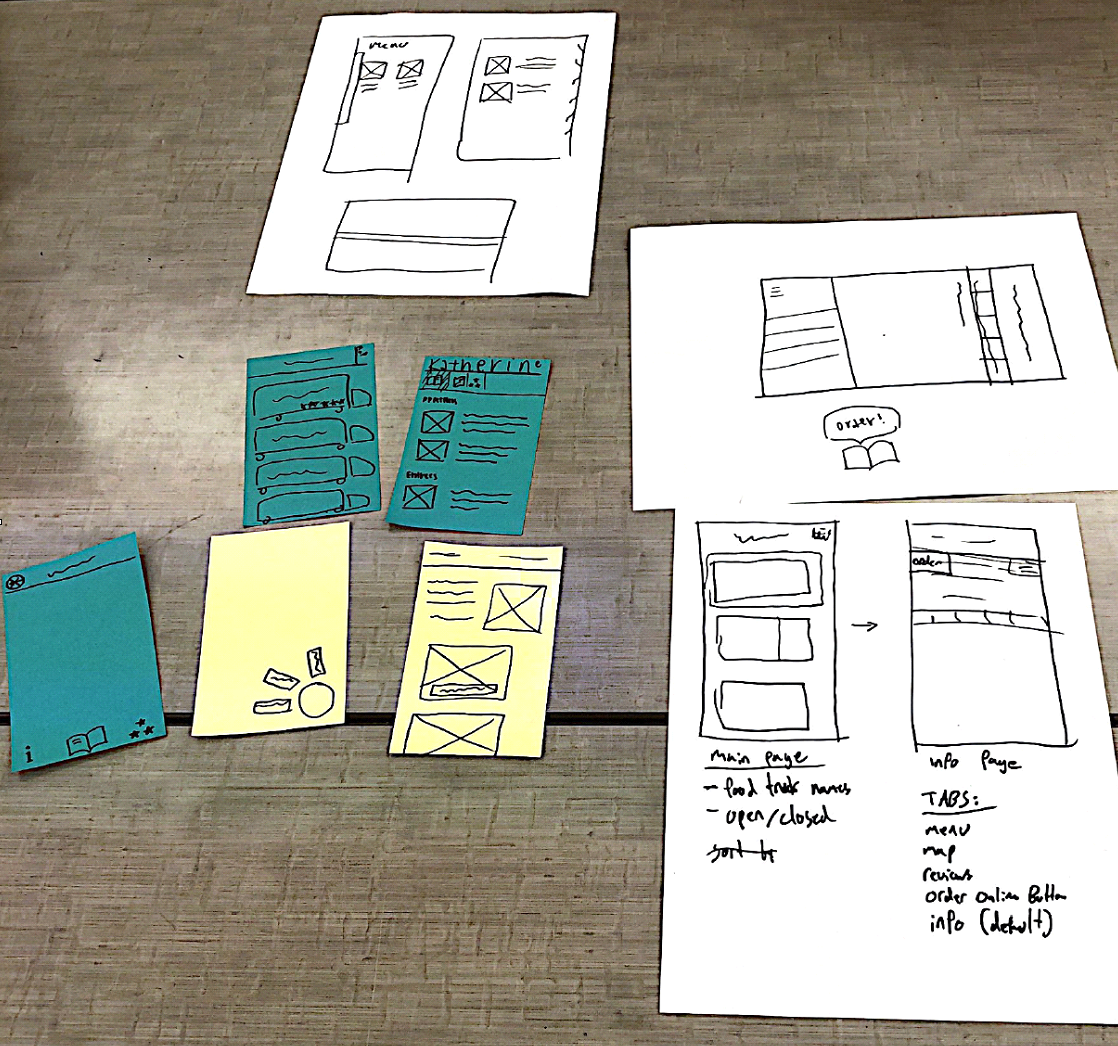 menu
order!
Katherine
Entrees
i
order
main page
- food truck names
- open/closed
sort by
info page
TABS:
menu
map
reviews
order online Button
info (default)